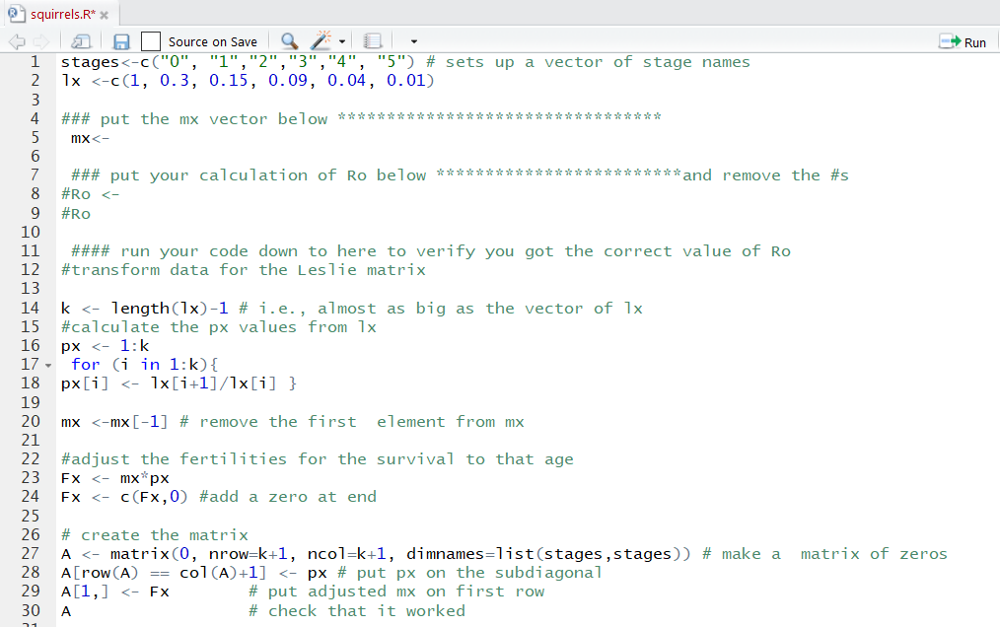 squirrels.R*
Source on Save
Run
1 stages<-c("0", "1","2","3","4", "5") # sets up a vector of stage names
2 lx <-c(1, 0.3, 0.15, 0.09, 0.04, 0.01)
3
4 ### put the mx vector below *********************************
5 mx<-
6
7 ### put your calculation of Ro below *************************and remove the #s
8 #Ro <-
9 #Ro
10
11 #### run your code down to here to verify you got the correct value of Ro
12 #transform data for the Leslie matrix
13
14 k <- length(lx)-1 # i.e., almost as big as the vector of lx
15 #calculate the px values from lx
16 px <- 1:k
17 for (i in 1:k){
18 px[i] <- lx[i+1]/lx[i] }
19
20 mx <-mx[-1] # remove the first  element from mx
21
22 #adjust the fertilities for the survival to that age
23 Fx <- mx*px
24 Fx <- c(Fx,0) #add a zero at end
25
26 # create the matrix
27 A <- matrix(0, nrow=k+1, ncol=k+1, dimnames=list(stages,stages)) # make a  matrix of zeros
28 A[row(A) == col(A)+1] <- px # put px on the subdiagonal
29 A[1,] <- Fx        # put adjusted mx on first row
30 A                  # check that it worked